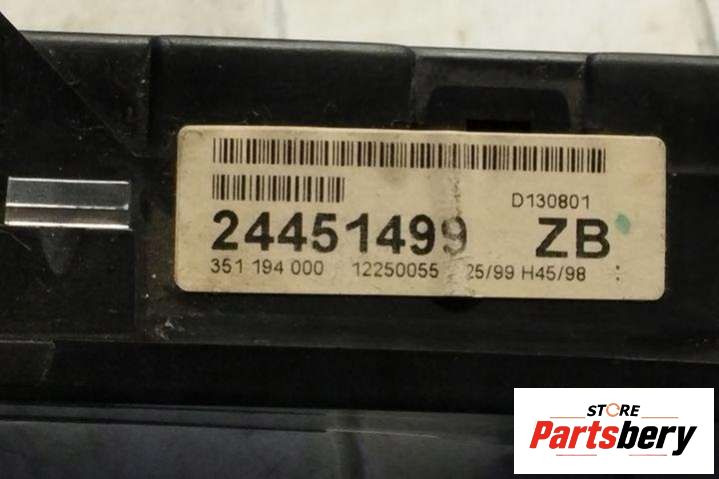 D130801
24451499 ZB
351 194 000 12250055 25/99 H45/98 :
STORE
Partsbery